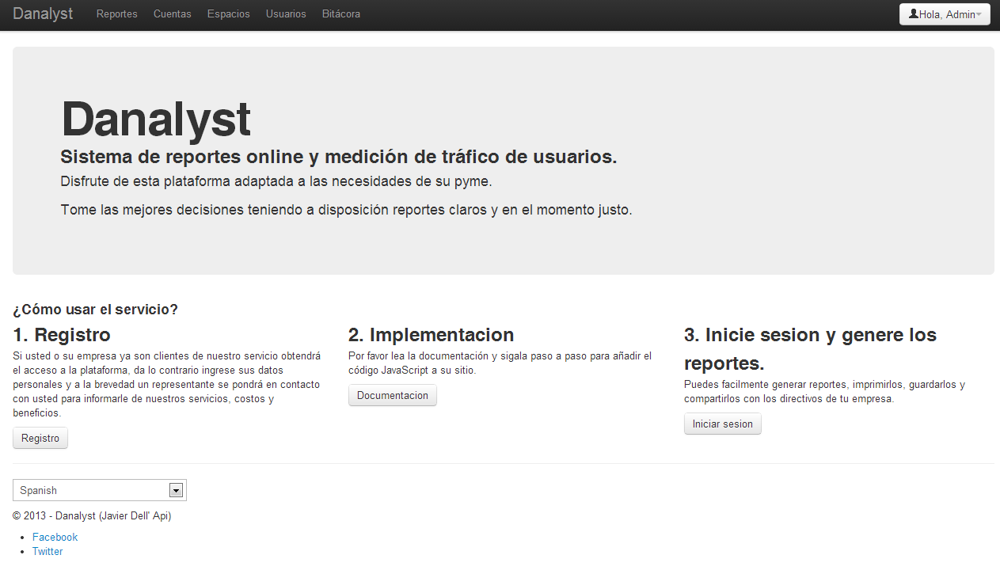 Danalyst Reportes Cuentas Espacios Usuarios Bitácora Hola, Admin
Danalyst
Sistema de reportes online y medición de tráfico de usuarios.
Disfrute de esta plataforma adaptada a las necesidades de su pyme.
Tome las mejores decisiones teniendo a disposición reportes claros y en el momento justo.
¿Cómo usar el servicio?
1. Registro
Si usted o su empresa ya son clientes de nuestro servicio obtendrá
el acceso a la plataforma, da lo contrario ingrese sus datos
personales y a la brevedad un representante se pondrá en contacto
con usted para informarle de nuestros servicios, costos y
beneficios.
Registro
2. Implementacion
Por favor lea la documentación y sigala paso a paso para añadir el
código JavaScript a su sitio.
Documentacion
3. Inicie sesion y genere los
reportes.
Puedes facilmente generar reportes, imprimirlos, guardarlos y
compartirlos con los directivos de tu empresa.
Iniciar sesion
Spanish
© 2013 - Danalyst (Javier Dell' Api)
Facebook
Twitter